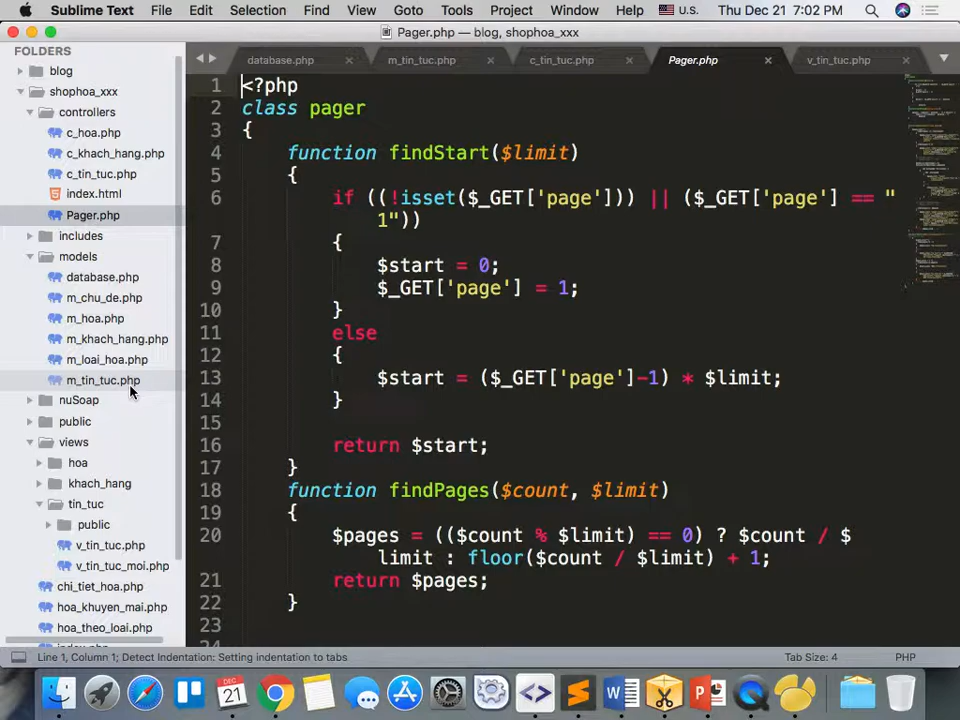 Sublime Text File Edit Selection Find View Goto Tools Project Window Help U.S. Thu Dec 21 7:02 PM
Pager.php — blog, shophoa_xxx
FOLDERS
blog
shophoa_xxx
controllers
c_hoa.php
c_khach_hang.php
c_tin_tuc.php
index.html
Pager.php
includes
models
database.php
m_chu_de.php
m_hoa.php
m_khach_hang.php
m_loai_hoa.php
m_tin_tuc.php
nuSoap
public
views
hoa
khach_hang
tin_tuc
public
v_tin_tuc.php
v_tin_tuc_moi.php
chi_tiet_hoa.php
hoa_khuyen_mai.php
hoa_theo_loai.php
database.php m_tin_tuc.php c_tin_tuc.php Pager.php v_tin_tuc.php
1 <?php
2 class pager
3 {
4 function findStart($limit)
5 {
6 if ((!isset($_GET['page'])) || ($_GET['page'] == "
1"))
7 {
8 $start = 0;
9 $_GET['page'] = 1;
10 }
11 else
12 {
13 $start = ($_GET['page']-1) * $limit;
14 }
15
16 return $start;
17 }
18 function findPages($count, $limit)
19 {
20 $pages = (($count % $limit) == 0) ? $count / $
limit : floor($count / $limit) + 1;
21 return $pages;
22 }
23
Line 1, Column 1; Detect Indentation: Setting indentation to tabs Tab Size: 4 PHP
DEC
21